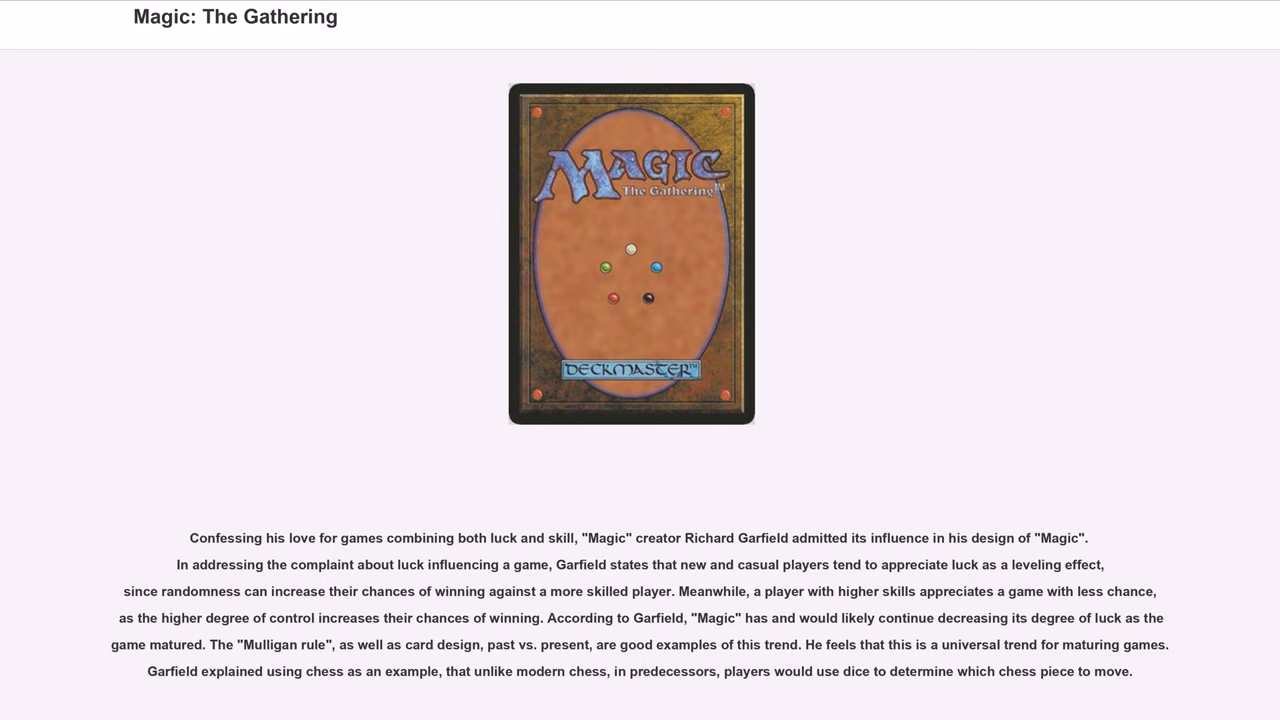 Magic: The Gathering
MAGIC
The Gathering™
DECKMASTER™
Confessing his love for games combining both luck and skill, "Magic" creator Richard Garfield admitted its influence in his design of "Magic".
In addressing the complaint about luck influencing a game, Garfield states that new and casual players tend to appreciate luck as a leveling effect,
since randomness can increase their chances of winning against a more skilled player. Meanwhile, a player with higher skills appreciates a game with less chance,
as the higher degree of control increases their chances of winning. According to Garfield, "Magic" has and would likely continue decreasing its degree of luck as the
game matured. The "Mulligan rule", as well as card design, past vs. present, are good examples of this trend. He feels that this is a universal trend for maturing games.
Garfield explained using chess as an example, that unlike modern chess, in predecessors, players would use dice to determine which chess piece to move.